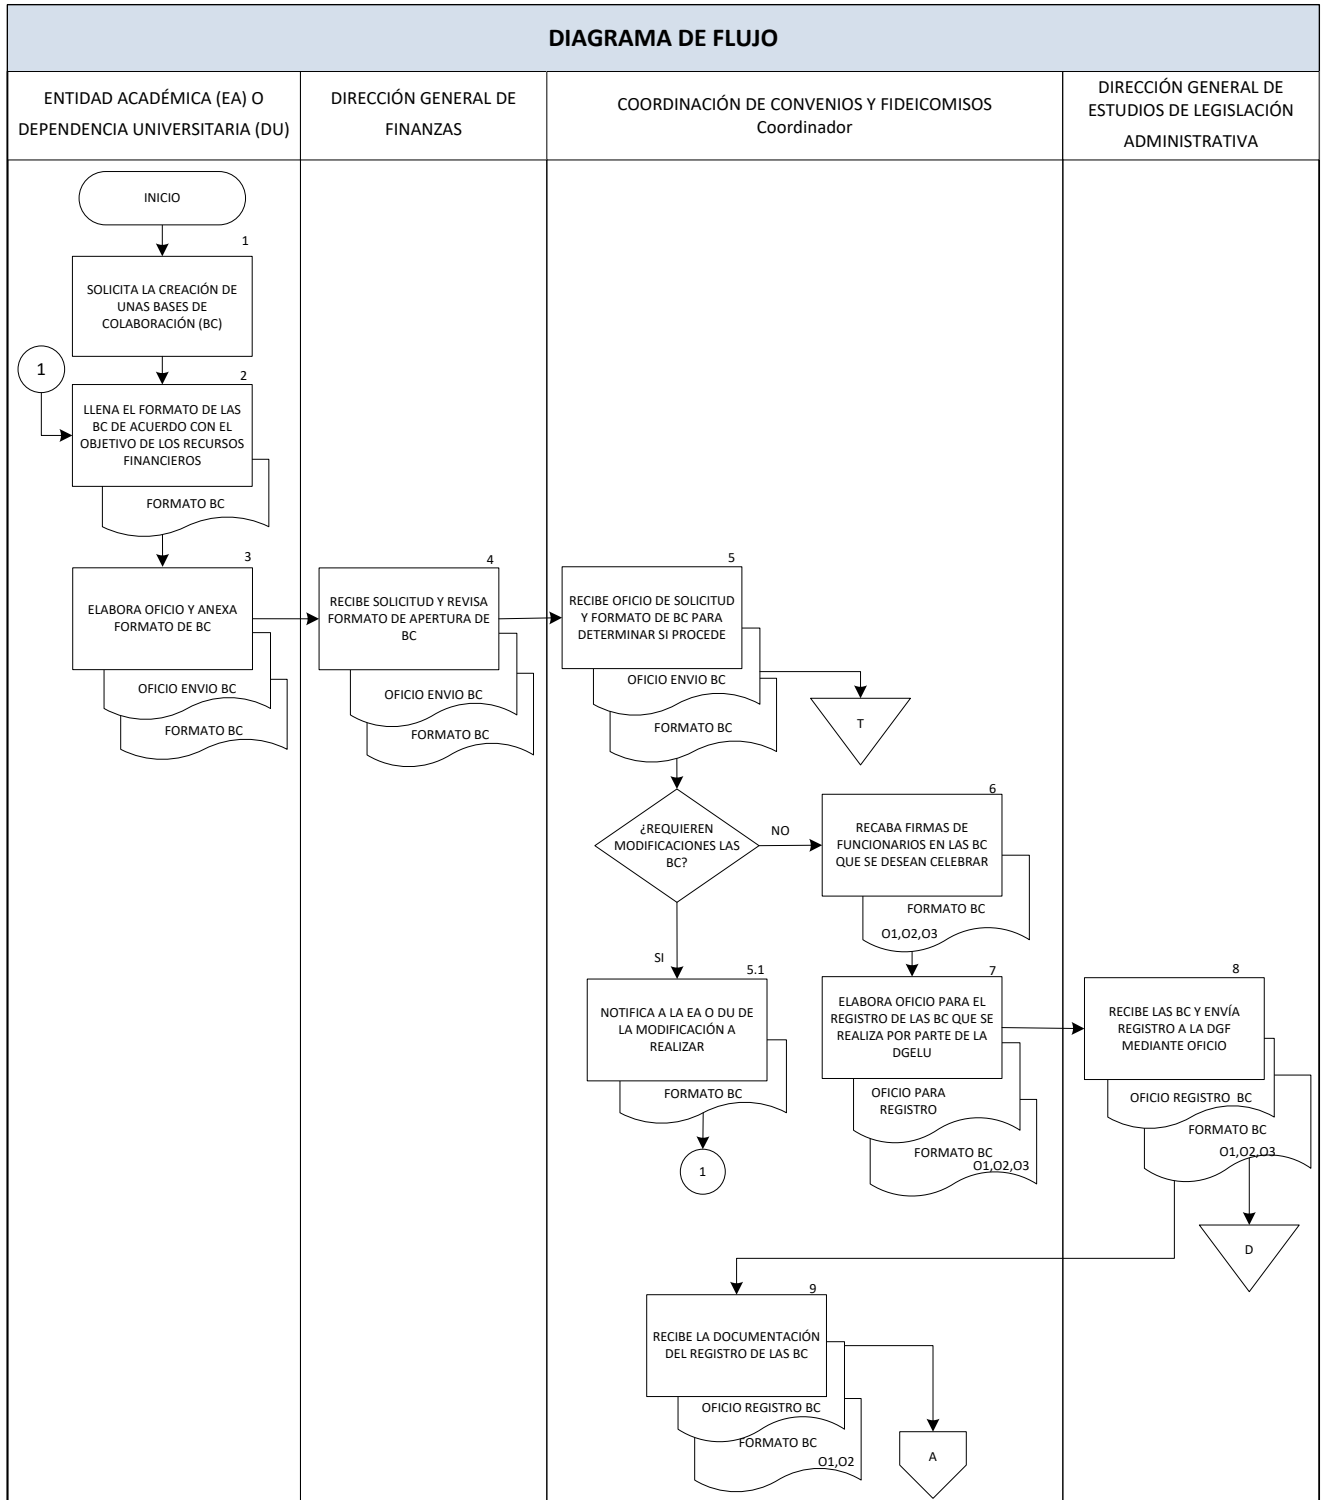 DIAGRAMA DE FLUJO
ENTIDAD ACADÉMICA (EA) O
DEPENDENCIA UNIVERSITARIA (DU)
DIRECCIÓN GENERAL DE
FINANZAS
COORDINACIÓN DE CONVENIOS Y FIDEICOMISOS
Coordinador
DIRECCIÓN GENERAL DE
ESTUDIOS DE LEGISLACIÓN
ADMINISTRATIVA
INICIO
1
SOLICITA LA CREACIÓN DE
UNAS BASES DE
COLABORACIÓN (BC)
1
2
LLENA EL FORMATO DE LAS
BC DE ACUERDO CON EL
OBJETIVO DE LOS RECURSOS
FINANCIEROS
FORMATO BC
3
ELABORA OFICIO Y ANEXA
FORMATO DE BC
OFICIO ENVIO BC
FORMATO BC
4
RECIBE SOLICITUD Y REVISA
FORMATO DE APERTURA DE
BC
OFICIO ENVIO BC
FORMATO BC
5
RECIBE OFICIO DE SOLICITUD
Y FORMATO DE BC PARA
DETERMINAR SI PROCEDE
OFICIO ENVIO BC
FORMATO BC
T
¿REQUIEREN
MODIFICACIONES LAS
BC?
NO
6
RECABA FIRMAS DE
FUNCIONARIOS EN LAS BC
QUE SE DESEAN CELEBRAR
FORMATO BC
O1,O2,O3
SI
5.1
NOTIFICA A LA EA O DU DE
LA MODIFICACIÓN A
REALIZAR
FORMATO BC
1
7
ELABORA OFICIO PARA EL
REGISTRO DE LAS BC QUE SE
REALIZA POR PARTE DE LA
DGELU
OFICIO PARA
REGISTRO
FORMATO BC
O1,O2,O3
8
RECIBE LAS BC Y ENVÍA
REGISTRO A LA DGF
MEDIANTE OFICIO
OFICIO REGISTRO BC
FORMATO BC
O1,O2,O3
D
9
RECIBE LA DOCUMENTACIÓN
DEL REGISTRO DE LAS BC
OFICIO REGISTRO BC
FORMATO BC
O1,O2
A